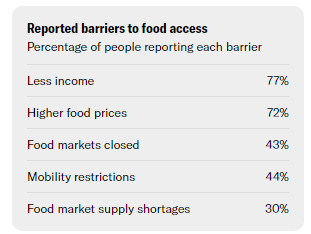 Reported barriers to food access
Percentage of people reporting each barrier
Less income 77%
Higher food prices 72%
Food markets closed 43%
Mobility restrictions 44%
Food market supply shortages 30%